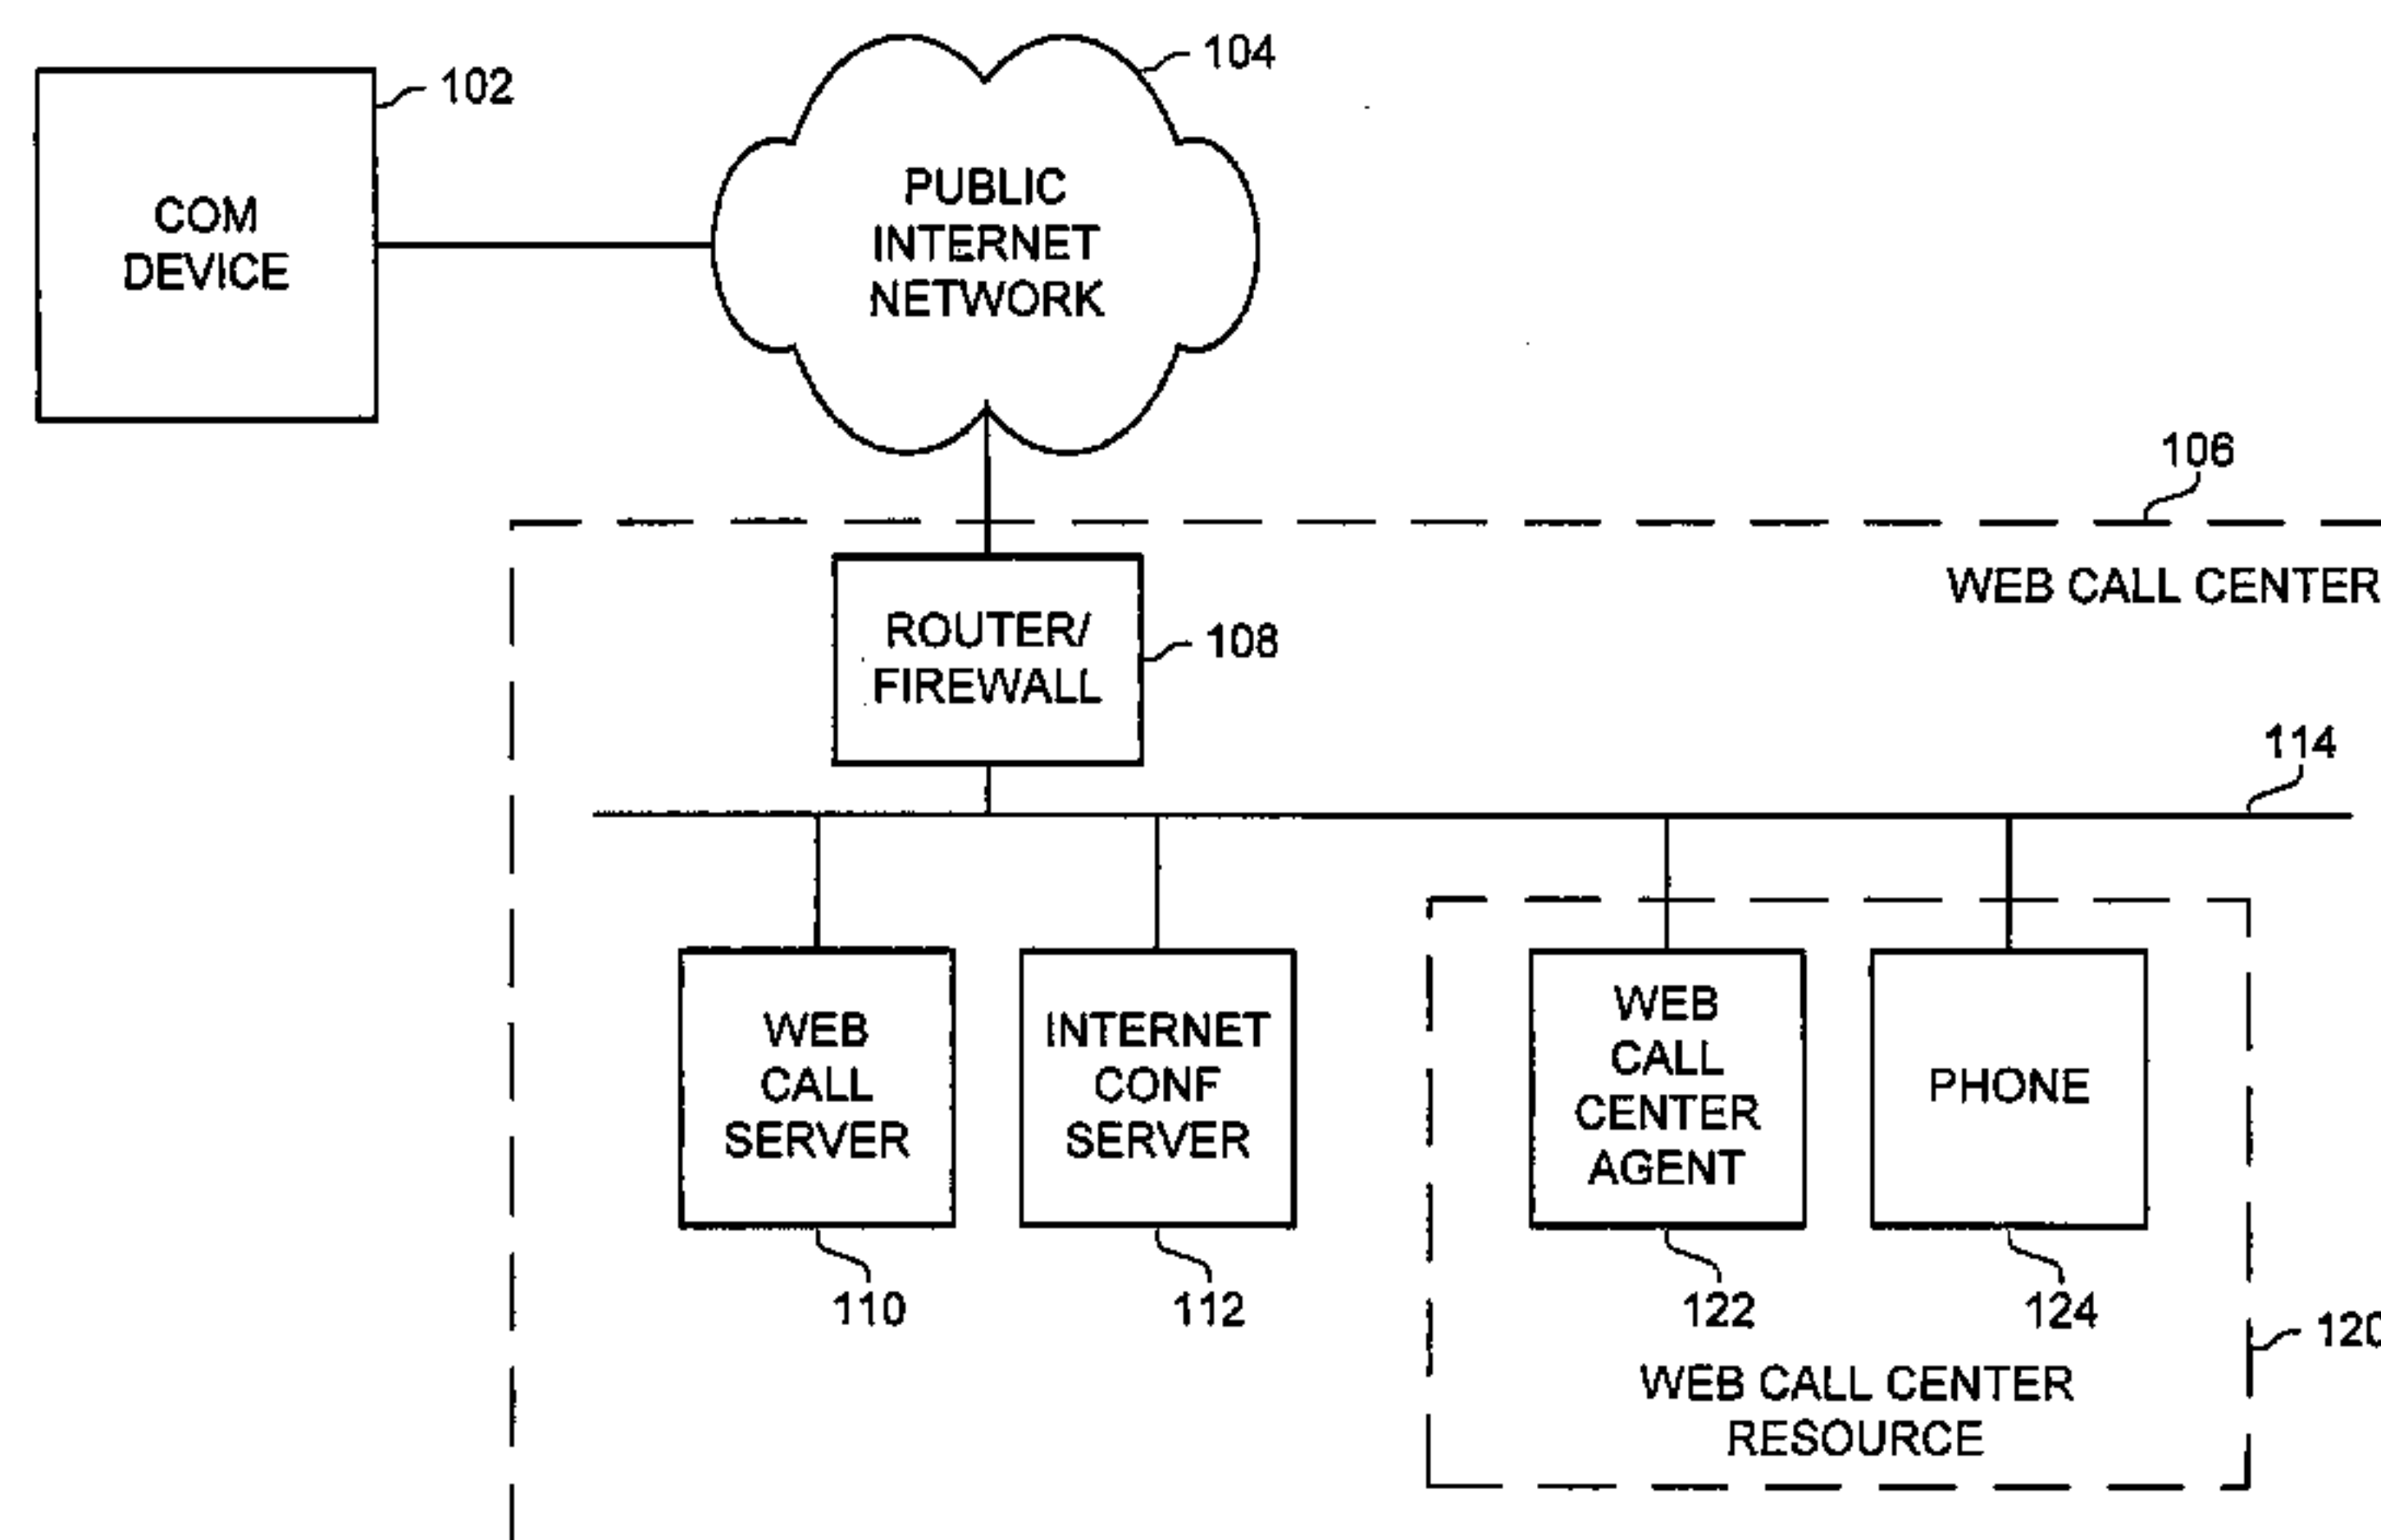 104
102
COM
DEVICE
PUBLIC
INTERNET
NETWORK
106
WEB CALL CENTER
ROUTER/
FIREWALL
108
114
WEB
CALL
SERVER
INTERNET
CONF
SERVER
WEB
CALL
CENTER
AGENT
PHONE
110
112
122
124
120
WEB CALL CENTER
RESOURCE